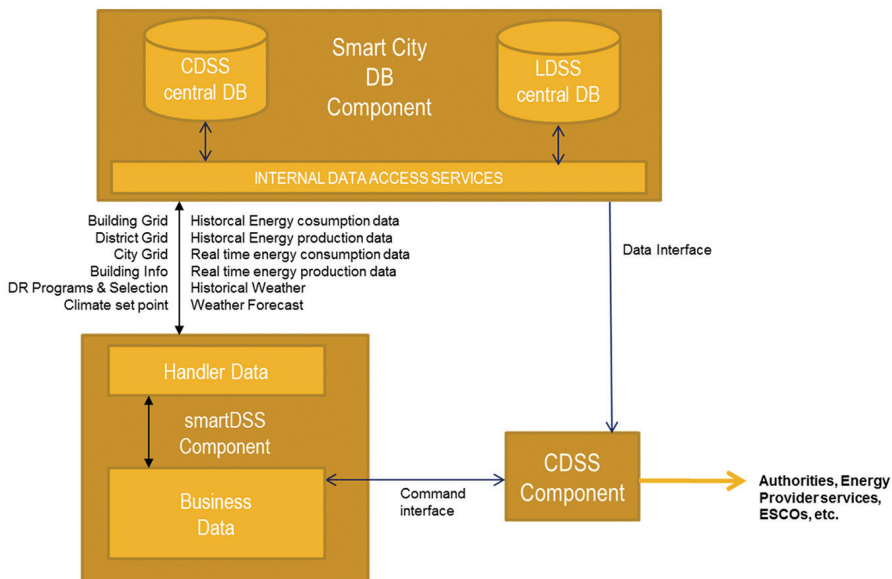 CDSS
central DB
Smart City
DB
Component
LDSS
central DB
INTERNAL DATA ACCESS SERVICES
Building Grid
District Grid
City Grid
Building Info
DR Programs & Selection
Climate set point
Historcal Energy cosumption data
Historcal Energy production data
Real time energy consumption data
Real time energy production data
Historical Weather
Weather Forecast
Data Interface
Handler Data
smartDSS
Component
Business
Data
Command
interface
CDSS
Component
Authorities, Energy
Provider services,
ESCOs, etc.